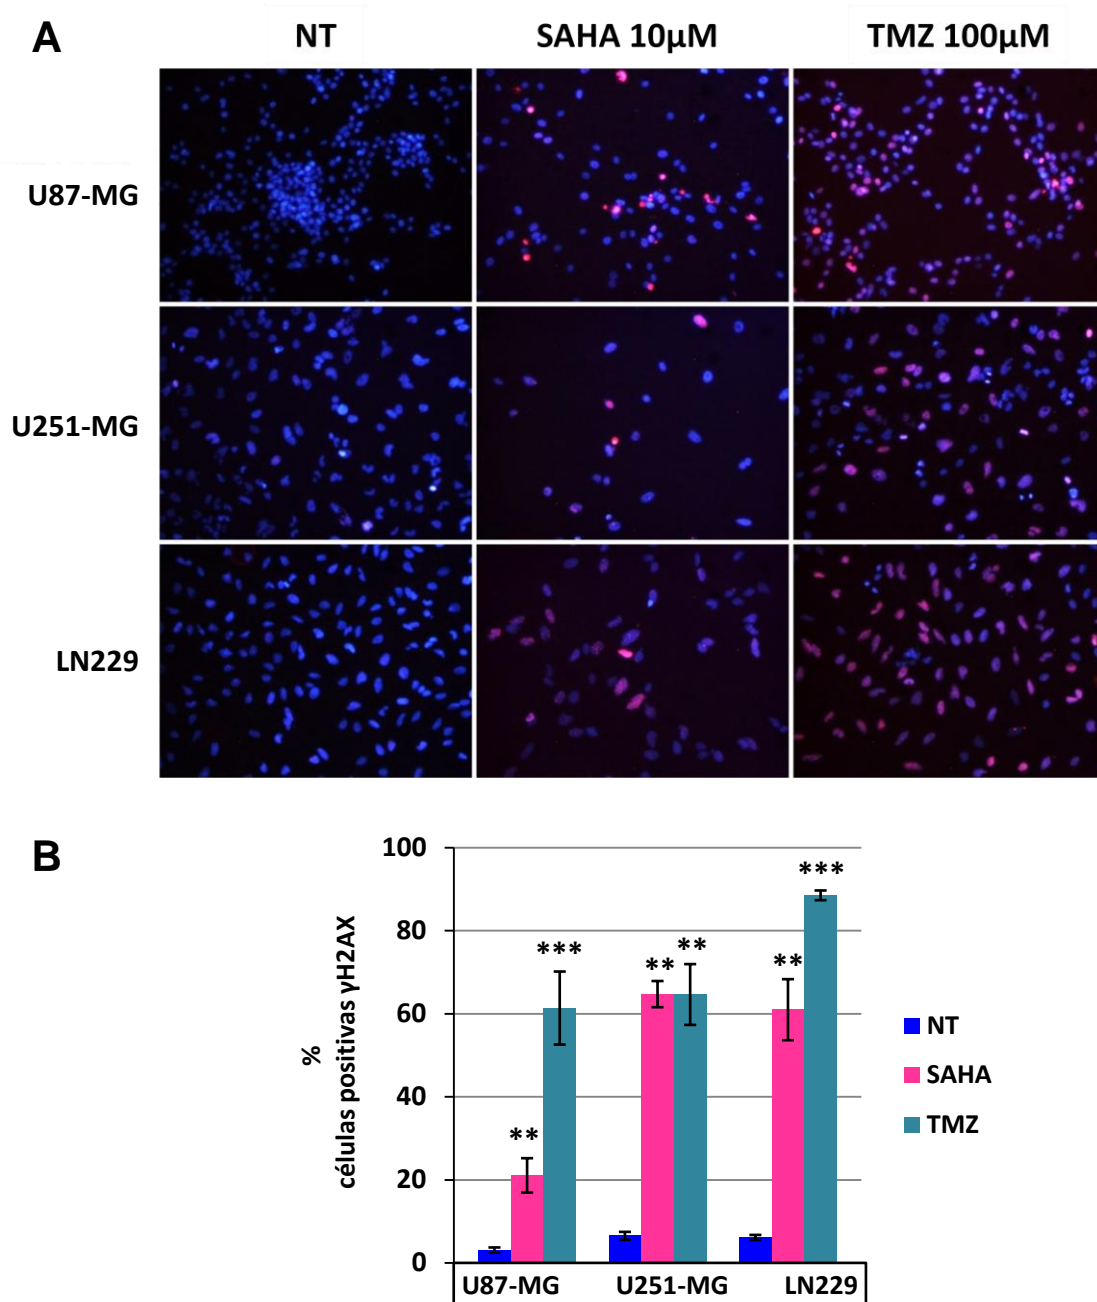 A
NT SAHA 10µM TMZ 100µM
U87-MG
U251-MG
LN229
B
%
células positivas γH2AX
100
80
60
40
20
0
** ***
** **
** ***
U87-MG U251-MG LN229
NT
SAHA
TMZ